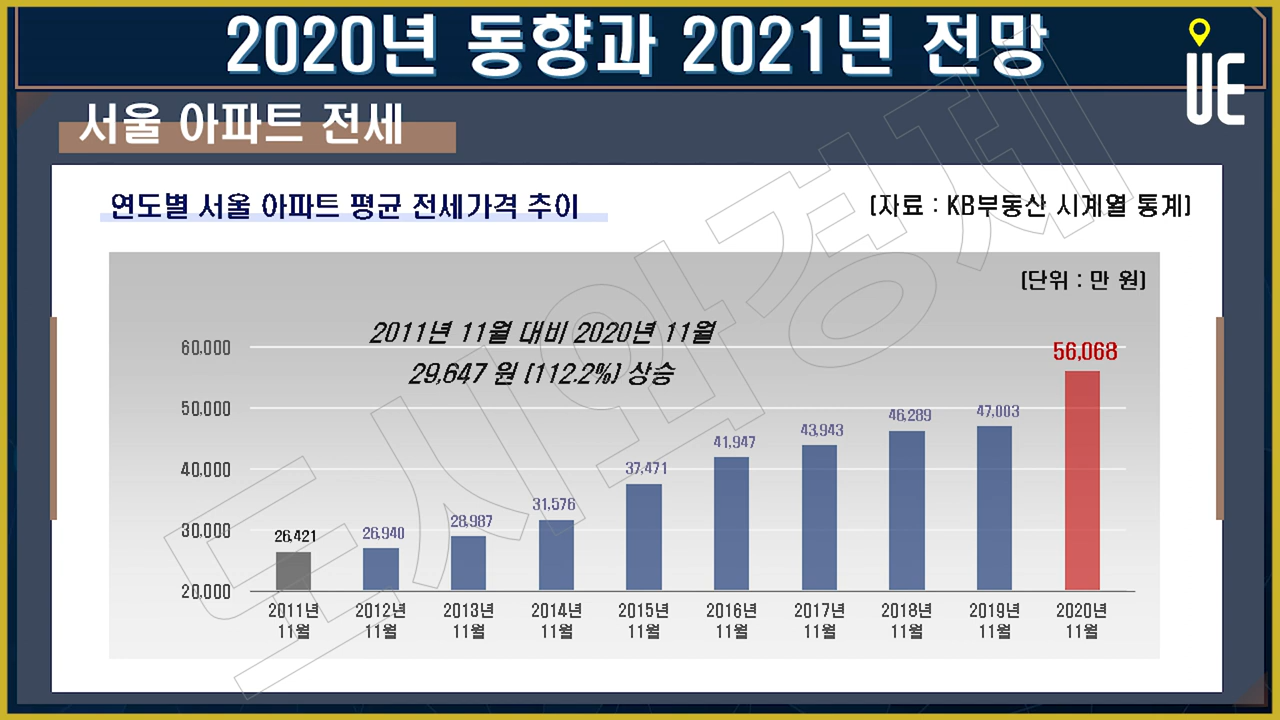 2020년 동향과 2021년 전망
UE
서울 아파트 전세
연도별 서울 아파트 평균 전세가격 추이
(자료 : KB부동산 시계열 통계)
(단위 : 만 원)
2011년 11월 대비 2020년 11월
29,647 원 (112.2%) 상승
60,000
50,000
40,000
30,000
20,000
26,421
26,940
28,987
31,576
37,471
41,947
43,943
46,289
47,003
56,068
2011년 11월
2012년 11월
2013년 11월
2014년 11월
2015년 11월
2016년 11월
2017년 11월
2018년 11월
2019년 11월
2020년 11월
도시와경제